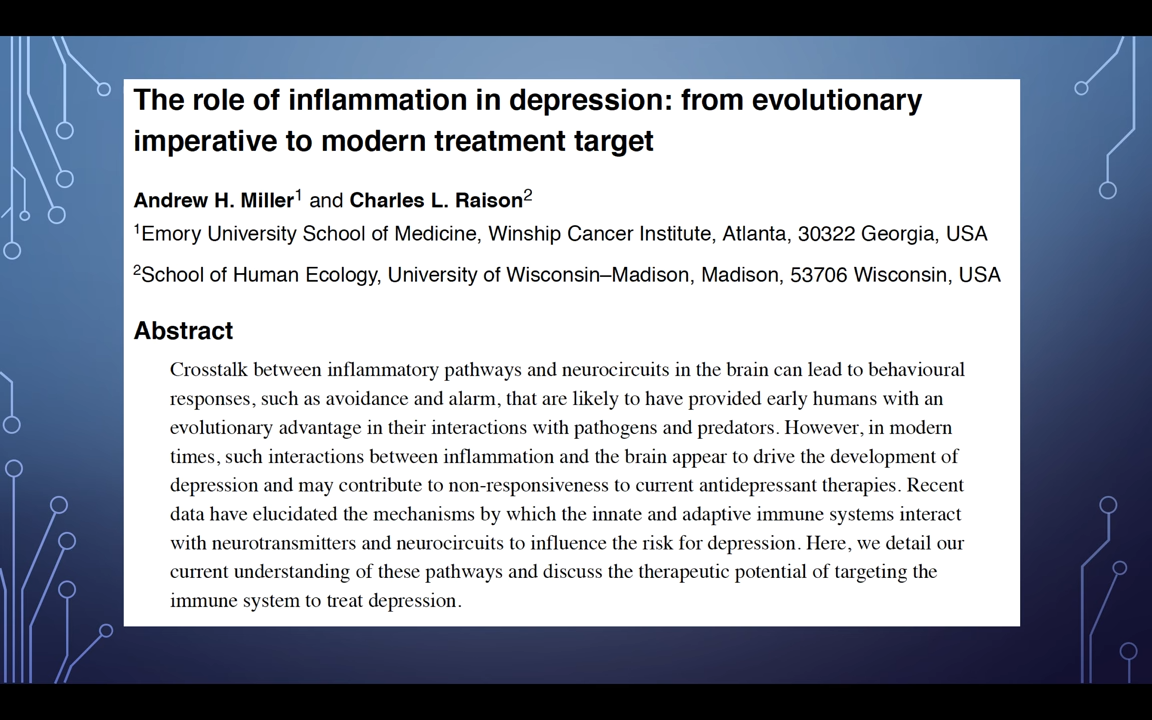 The role of inflammation in depression: from evolutionary
imperative to modern treatment target
Andrew H. Miller1 and Charles L. Raison2
1Emory University School of Medicine, Winship Cancer Institute, Atlanta, 30322 Georgia, USA
2School of Human Ecology, University of Wisconsin–Madison, Madison, 53706 Wisconsin, USA
Abstract
Crosstalk between inflammatory pathways and neurocircuits in the brain can lead to behavioural
responses, such as avoidance and alarm, that are likely to have provided early humans with an
evolutionary advantage in their interactions with pathogens and predators. However, in modern
times, such interactions between inflammation and the brain appear to drive the development of
depression and may contribute to non-responsiveness to current antidepressant therapies. Recent
data have elucidated the mechanisms by which the innate and adaptive immune systems interact
with neurotransmitters and neurocircuits to influence the risk for depression. Here, we detail our
current understanding of these pathways and discuss the therapeutic potential of targeting the
immune system to treat depression.